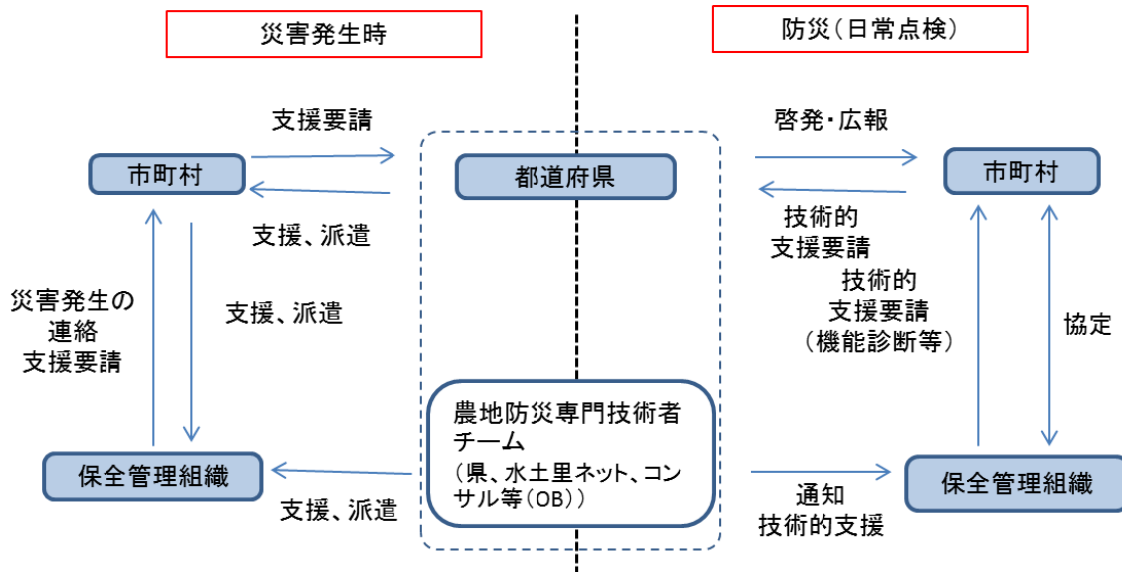 災害発生時
防災(日常点検)
支援要請
啓発・広報
市町村
都道府県
市町村
支援、派遣
技術的
支援要請
災害発生の
連絡
支援要請
支援、派遣
技術的
支援要請
(機能診断等)
協定
農地防災専門技術者
チーム
(県、水土里ネット、コン
サル等(OB))
保全管理組織
保全管理組織
支援、派遣
通知
技術的支援